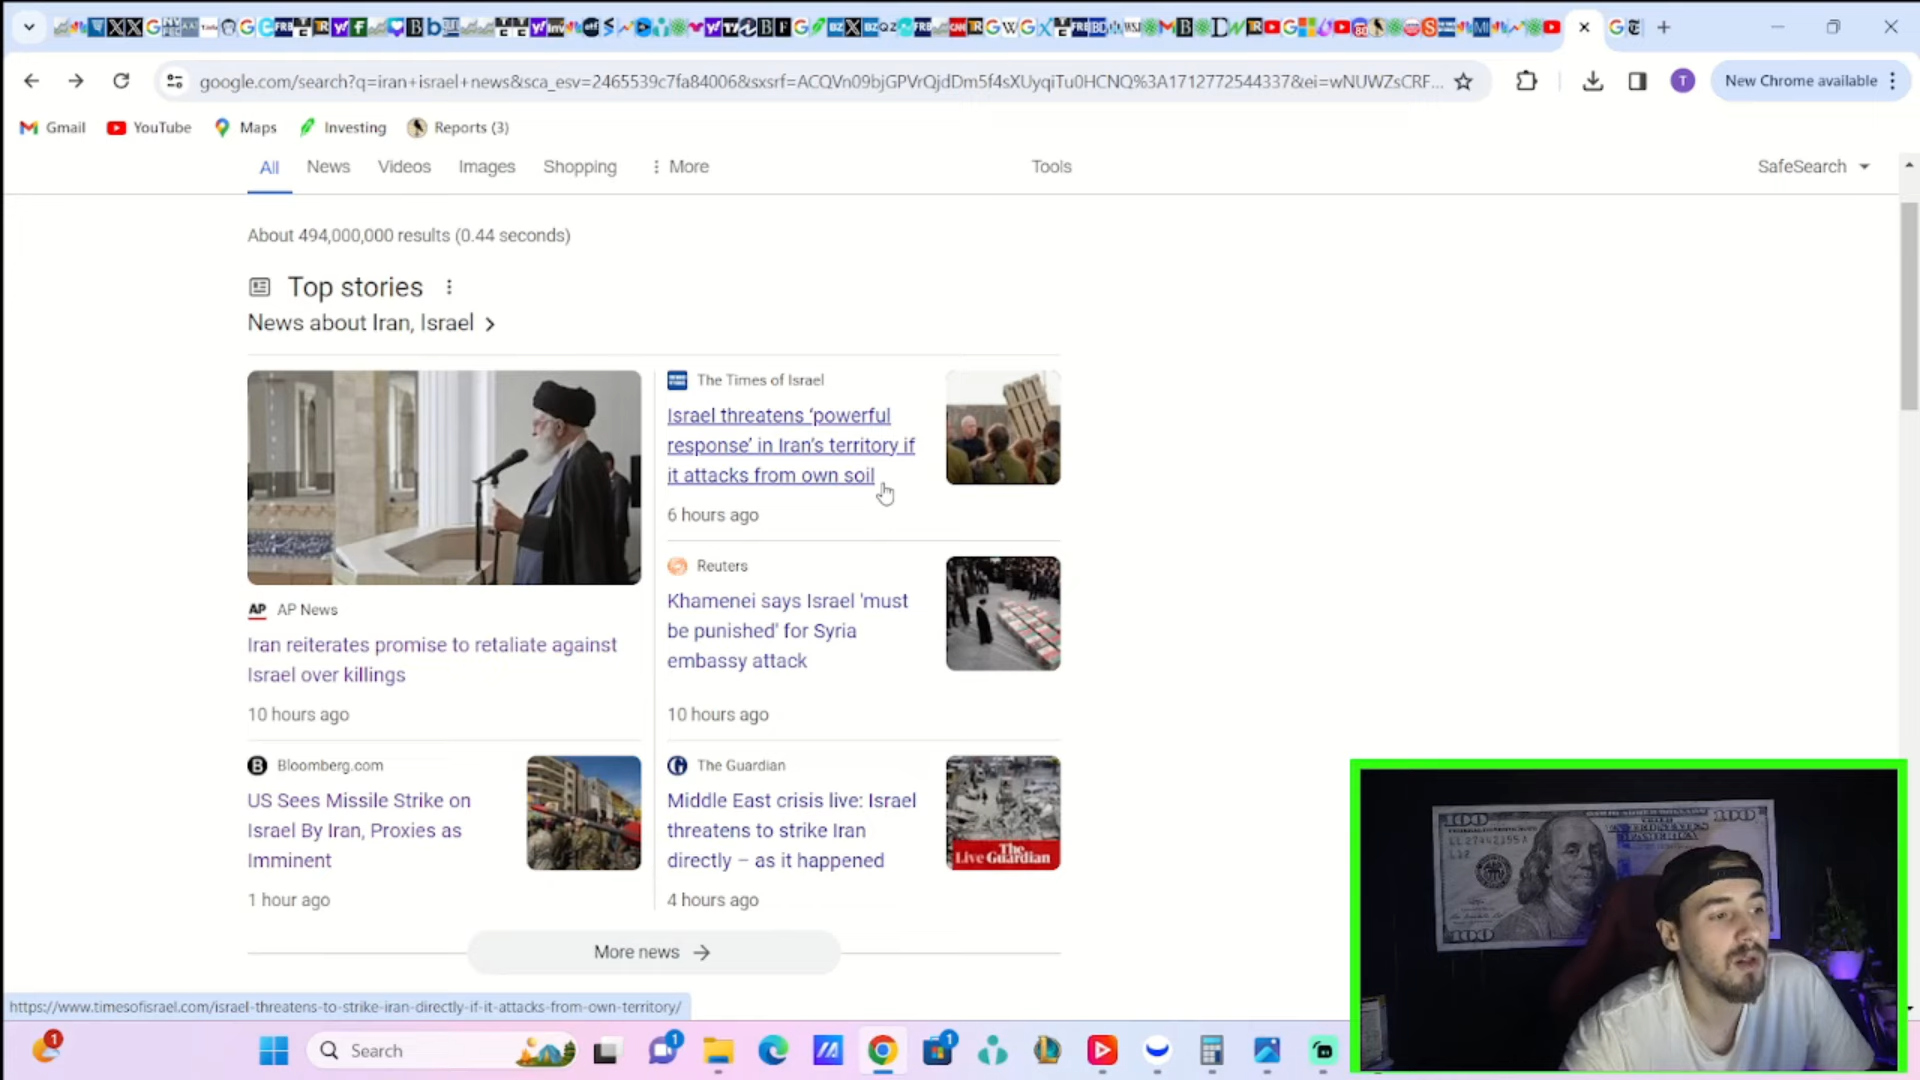 google.com/search?q=iran+israel+news&sca_esv=2465539c7fa84006&sxsrf=ACQVn09bjGPVrQjdDm5f4sXUyqiTu0HCNQ%3A1712772544337&ei=wNUWZsCRF...
New Chrome available
Gmail
YouTube
Maps
Investing
Reports (3)
All
News
Videos
Images
Shopping
More
Tools
SafeSearch
About 494,000,000 results (0.44 seconds)
Top stories
News about Iran, Israel
AP AP News
Iran reiterates promise to retaliate against
Israel over killings
10 hours ago
The Times of Israel
Israel threatens ‘powerful
response’ in Iran’s territory if
it attacks from own soil
6 hours ago
Reuters
Khamenei says Israel 'must
be punished' for Syria
embassy attack
10 hours ago
Bloomberg.com
US Sees Missile Strike on
Israel By Iran, Proxies as
Imminent
1 hour ago
The Guardian
Middle East crisis live: Israel
threatens to strike Iran
directly – as it happened
4 hours ago
The
Live Guardian
More news
https://www.timesofisrael.com/israel-threatens-to-strike-iran-directly-if-it-attacks-from-own-territory/
Search
100
100
100